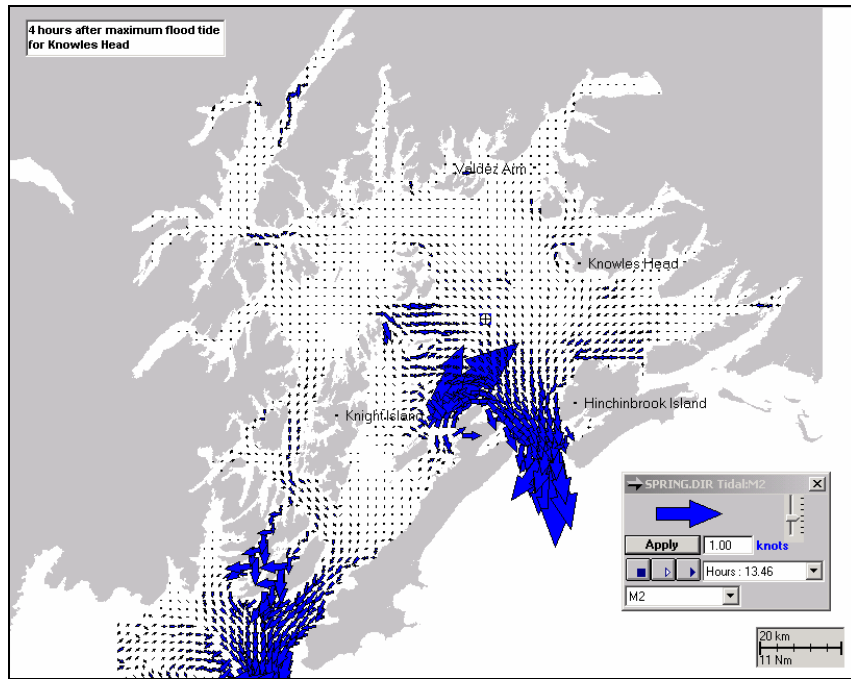 4 hours after maximum flood tide
for Knowles Head
Valdez Arm
Knowles Head
Knight Island
Hinchinbrook Island
SPRING.DIR Tidal:M2
Apply 1.00 knots
Hours : 13.46
M2
20 km
11 Nm